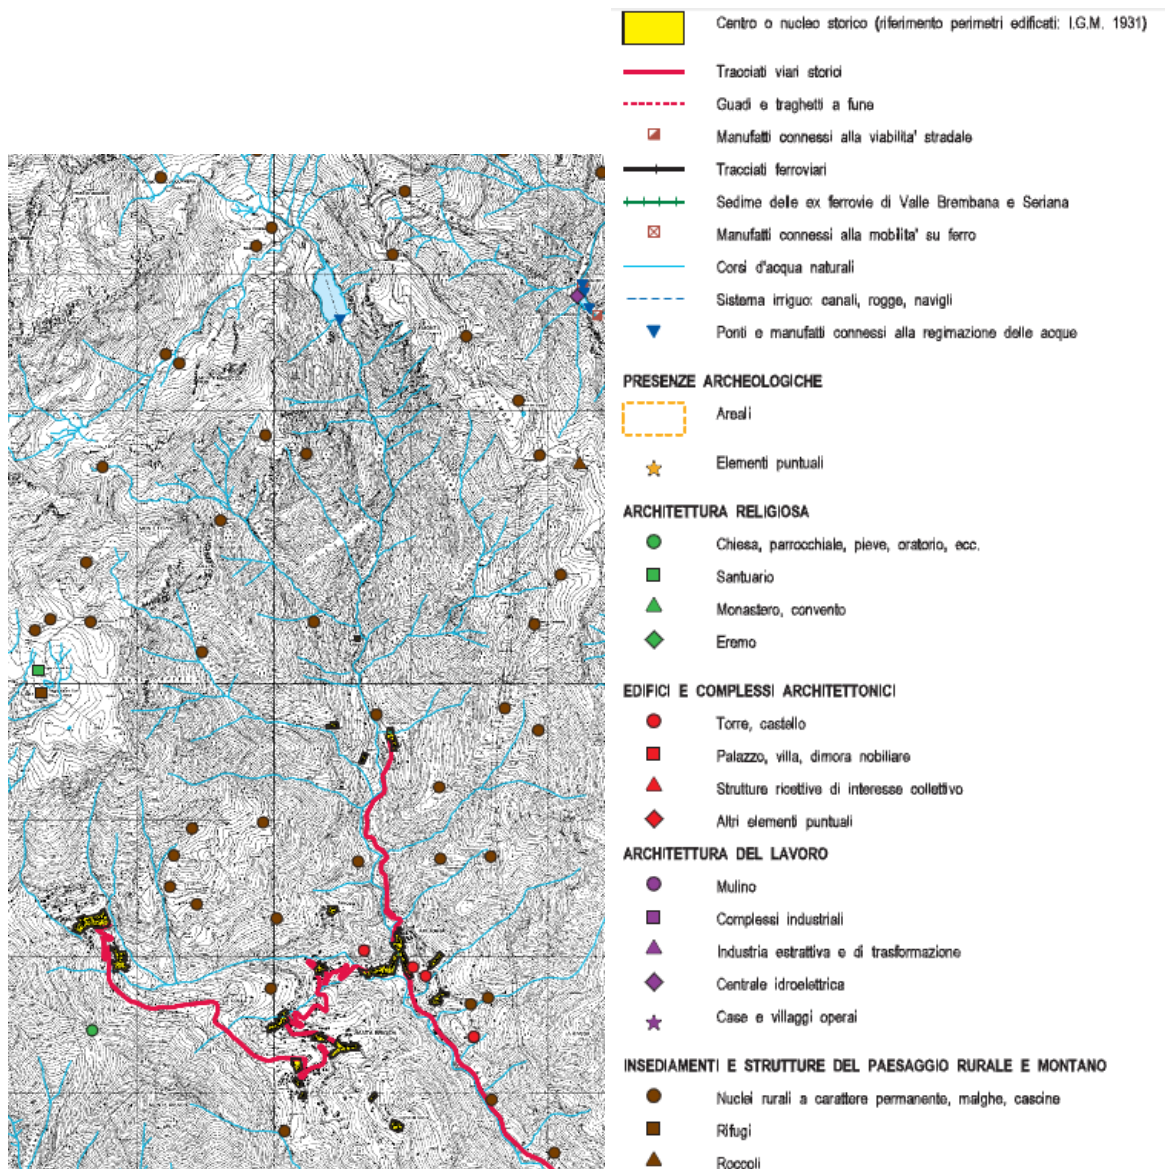 Centro o nucleo storico (riferimento perimetri edificati: I.G.M. 1931)
Tracciati viari storici
Guadi e traghetti a fune
Manufatti connessi alla viabilita' stradale
Tracciati ferroviari
Sedime delle ex ferrovie di Valle Brembana e Seriana
Manufatti connessi alla mobilita' su ferro
Corsi d'acqua naturali
Sistema irriguo: canali, rogge, navigli
Ponti e manufatti connessi alla regimazione delle acque
PRESENZE ARCHEOLOGICHE
Areali
Elementi puntuali
ARCHITETTURA RELIGIOSA
Chiesa, parrocchiale, pieve, oratorio, ecc.
Santuario
Monastero, convento
Eremo
EDIFICI E COMPLESSI ARCHITETTONICI
Torre, castello
Palazzo, villa, dimora nobiliare
Strutture ricettive di interesse collettivo
Altri elementi puntuali
ARCHITETTURA DEL LAVORO
Mulino
Complessi industriali
Industria estrattiva e di trasformazione
Centrale idroelettrica
Case e villaggi operai
INSEDIAMENTI E STRUTTURE DEL PAESAGGIO RURALE E MONTANO
Nuclei rurali a carattere permanente, malghe, cascine
Rifugi
Roccoli